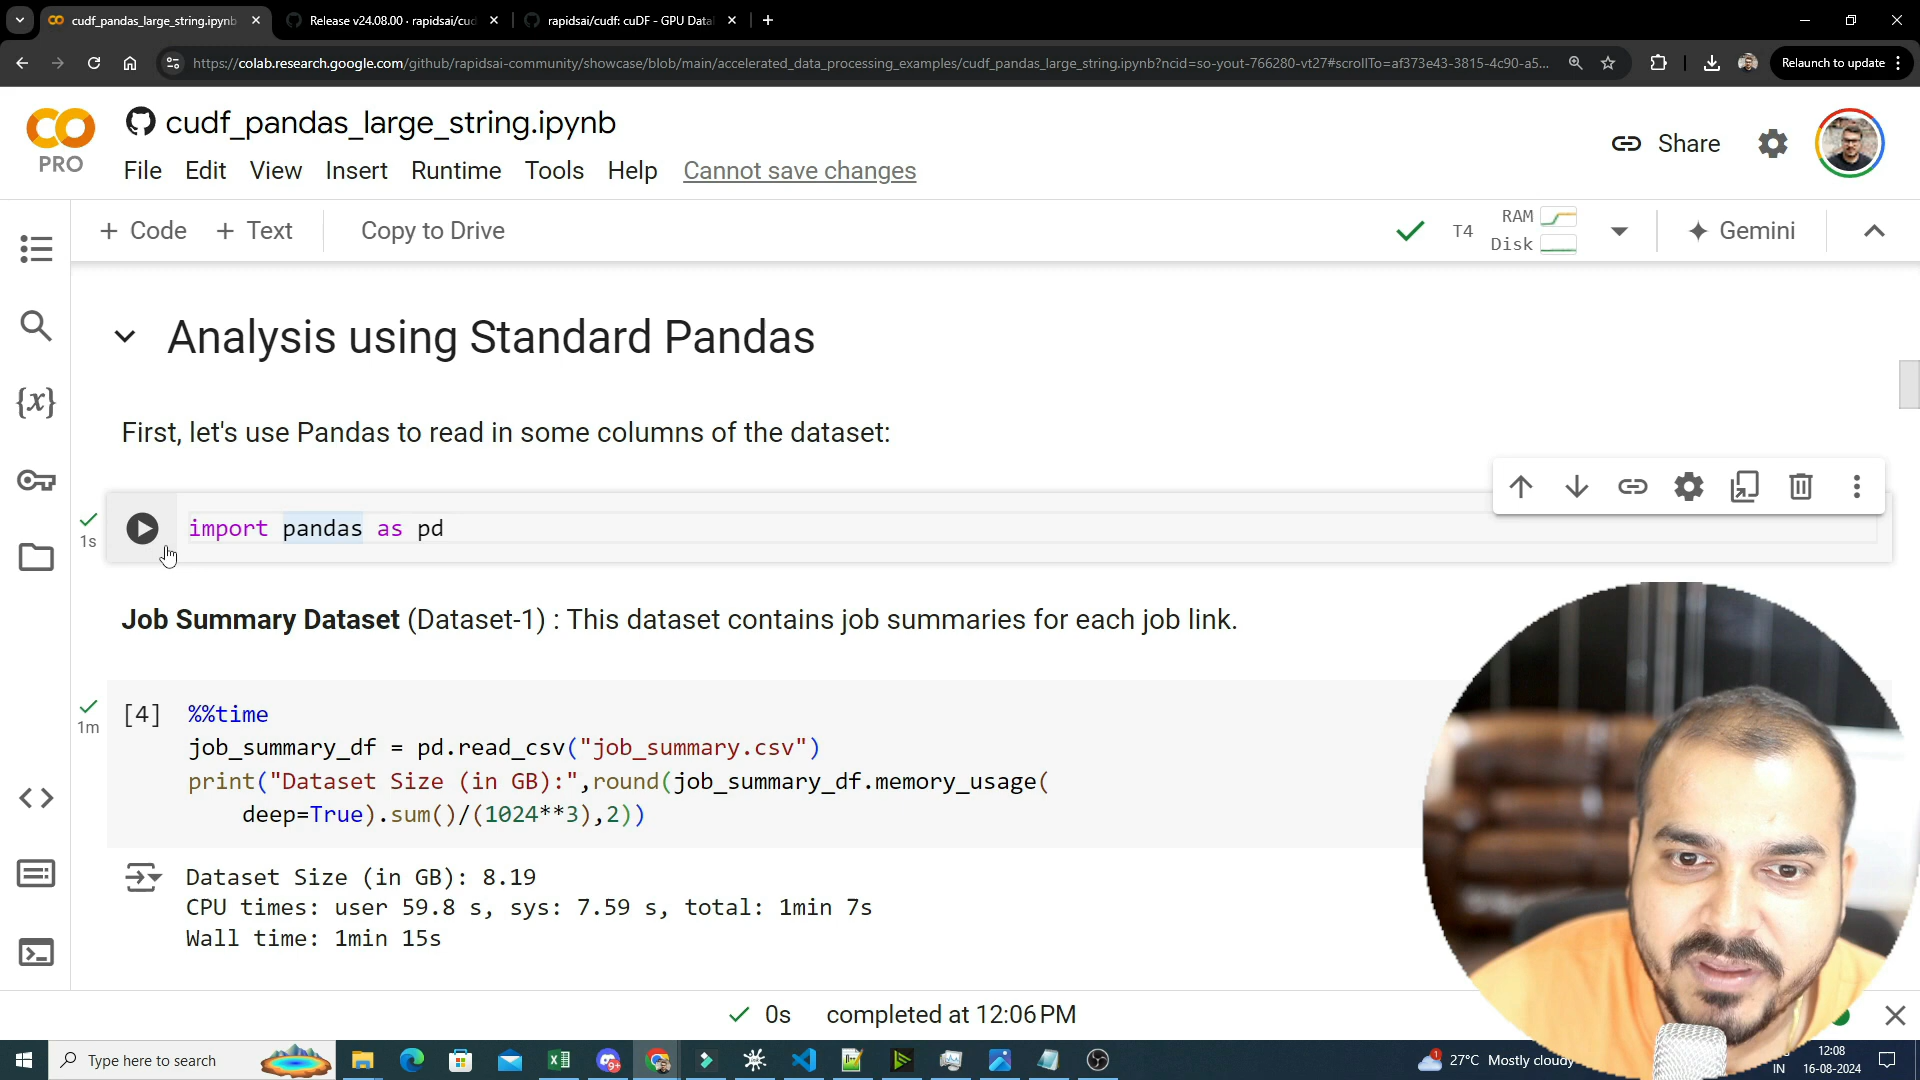 cudf_pandas_large_string.ipynb
Release v24.08.00 · rapidsai/cud
rapidsai/cudf: cuDF - GPU Data
https://colab.research.google.com/github/rapidsai-community/showcase/blob/main/accelerated_data_processing_examples/cudf_pandas_large_string.ipynb?ncid=so-yout-766280-vt27#scrollTo=af373e43-3815-4c90-a5...
Relaunch to update
PRO
cudf_pandas_large_string.ipynb
File Edit View Insert Runtime Tools Help Cannot save changes
Share
+ Code + Text Copy to Drive
T4
RAM
Disk
Gemini
Analysis using Standard Pandas
First, let's use Pandas to read in some columns of the dataset:
1s
import pandas as pd
Job Summary Dataset (Dataset-1) : This dataset contains job summaries for each job link.
1m
[4] %%time
job_summary_df = pd.read_csv("job_summary.csv")
print("Dataset Size (in GB):",round(job_summary_df.memory_usage(
deep=True).sum()/(1024**3),2))
Dataset Size (in GB): 8.19
CPU times: user 59.8 s, sys: 7.59 s, total: 1min 7s
Wall time: 1min 15s
0s completed at 12:06 PM
Type here to search
27°C Mostly cloudy
IN
12:08
16-08-2024